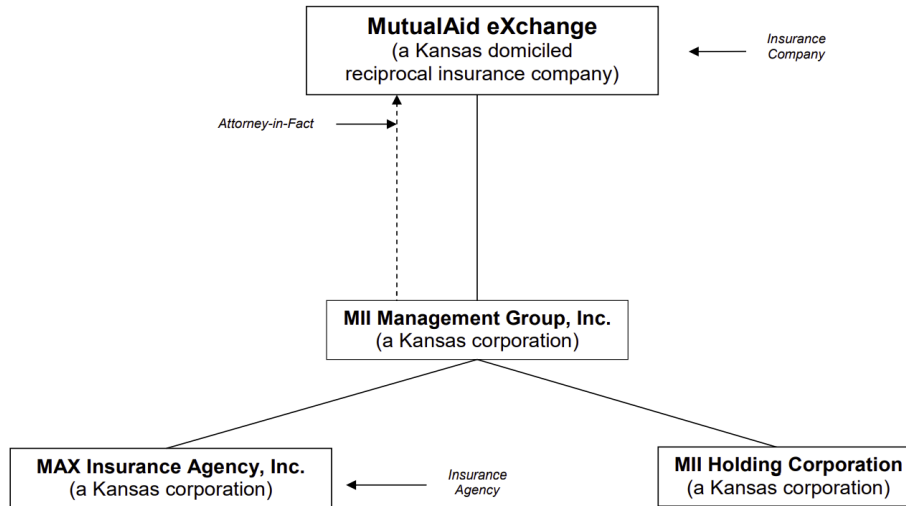 MutualAid eXchange
(a Kansas domiciled
reciprocal insurance company)
Insurance
Company
Attorney-in-Fact
MII Management Group, Inc.
(a Kansas corporation)
MAX Insurance Agency, Inc.
(a Kansas corporation)
Insurance
Agency
MII Holding Corporation
(a Kansas corporation)